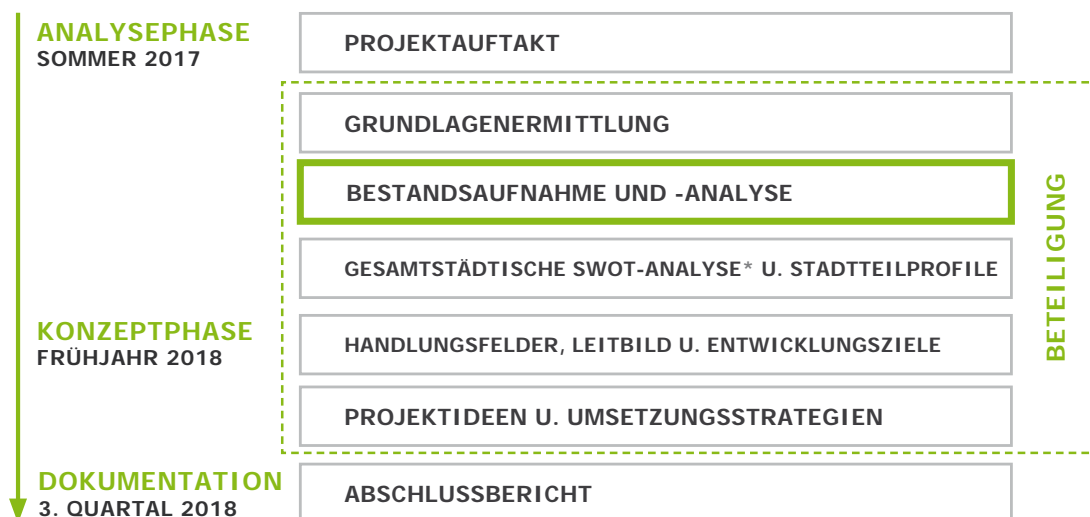 ANALYSEPHASE
SOMMER 2017
PROJEKTAUFTAKT
GRUNDLAGENERMITTLUNG
BESTANDSAUFNAHME UND -ANALYSE
GESAMTSTÄDTISCHE SWOT-ANALYSE* U. STADTTEILPROFILE
KONZEPTPHASE
FRÜHJAHR 2018
HANDLUNGSFELDER, LEITBILD U. ENTWICKLUNGSZIELE
PROJEKTIDEEN U. UMSETZUNGSSTRATEGIEN
BETEILIGUNG
DOKUMENTATION
3. QUARTAL 2018
ABSCHLUSSBERICHT